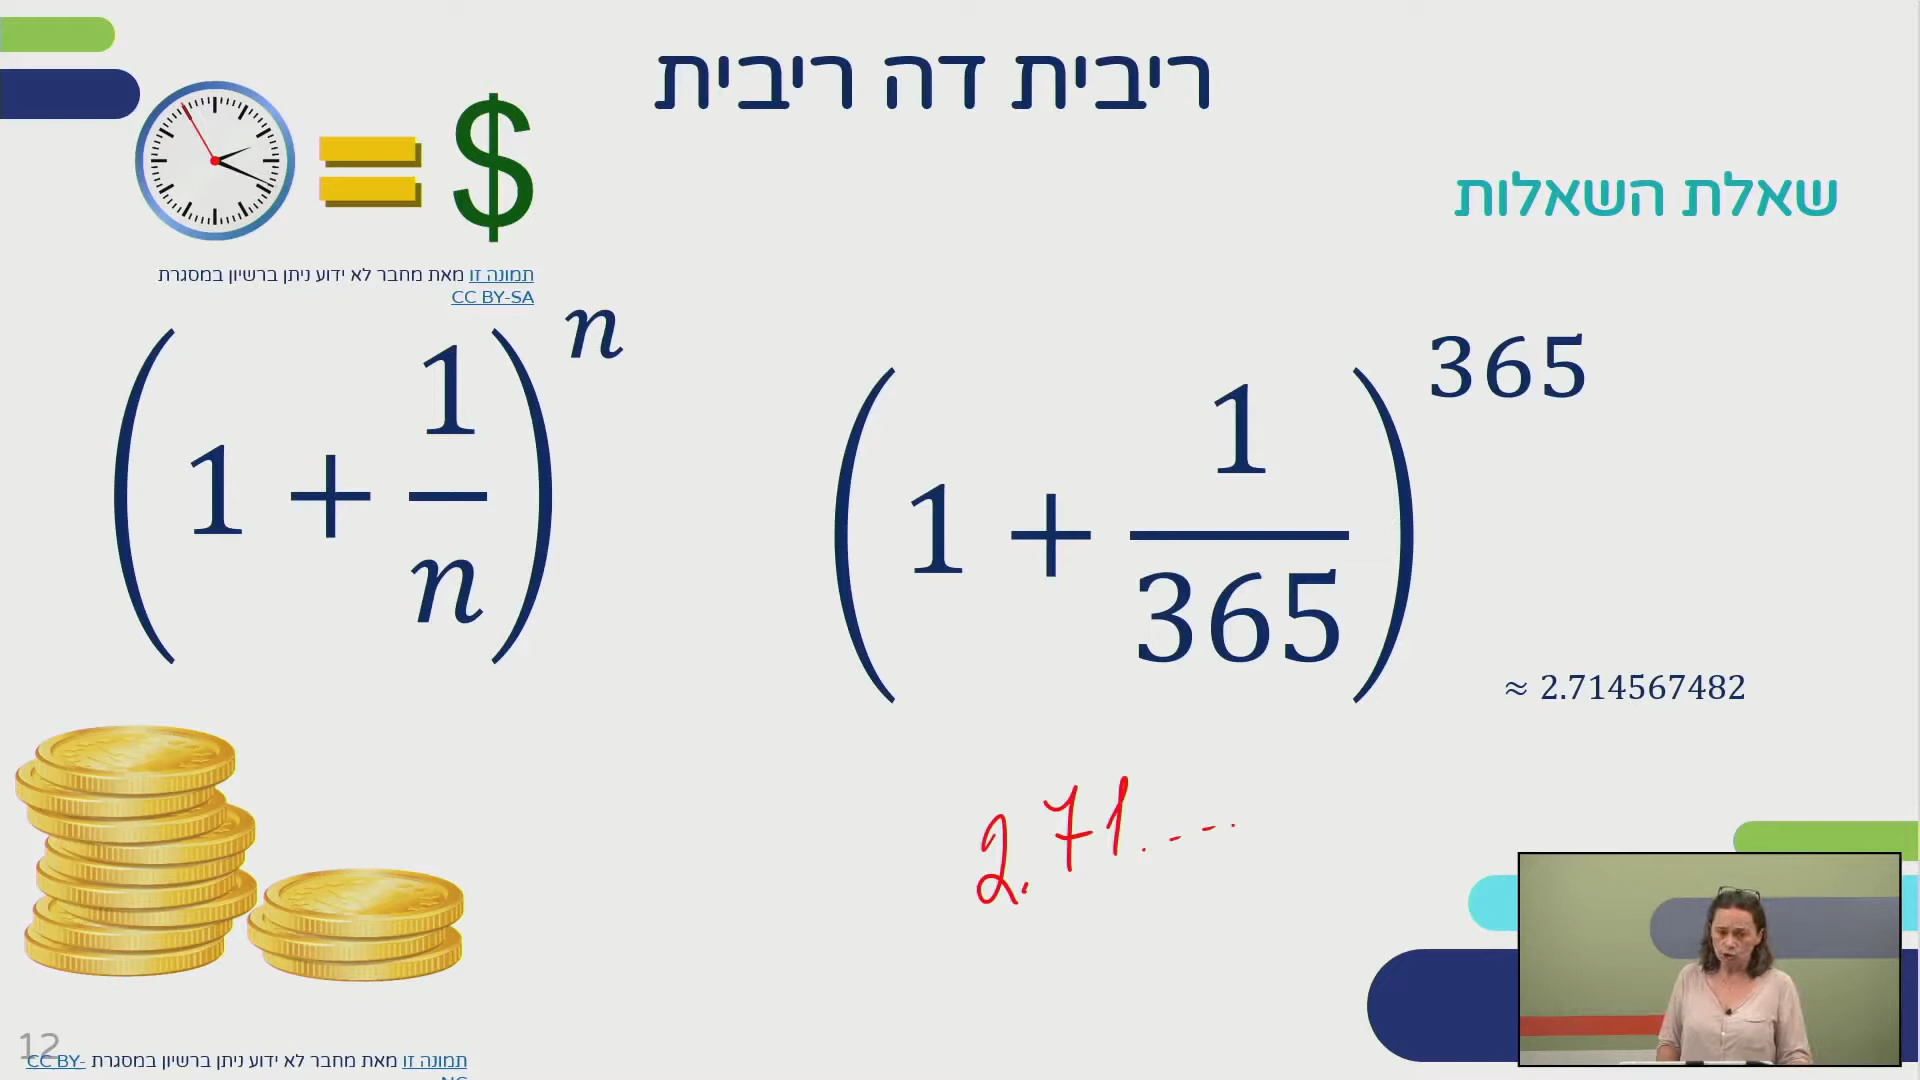 ריבית דה ריבית
שאלת השאלות
$
תמונה זו מאת מחבר לא ידוע ניתן ברשיון במסגרת
CC BY-SA
(1 + 1/n)^n
(1 + 1/365)^365
≈ 2.714567482
2.71. ...
12
תמונה זו מאת מחבר לא ידוע ניתן ברשיון במסגרת CC BY-
NC